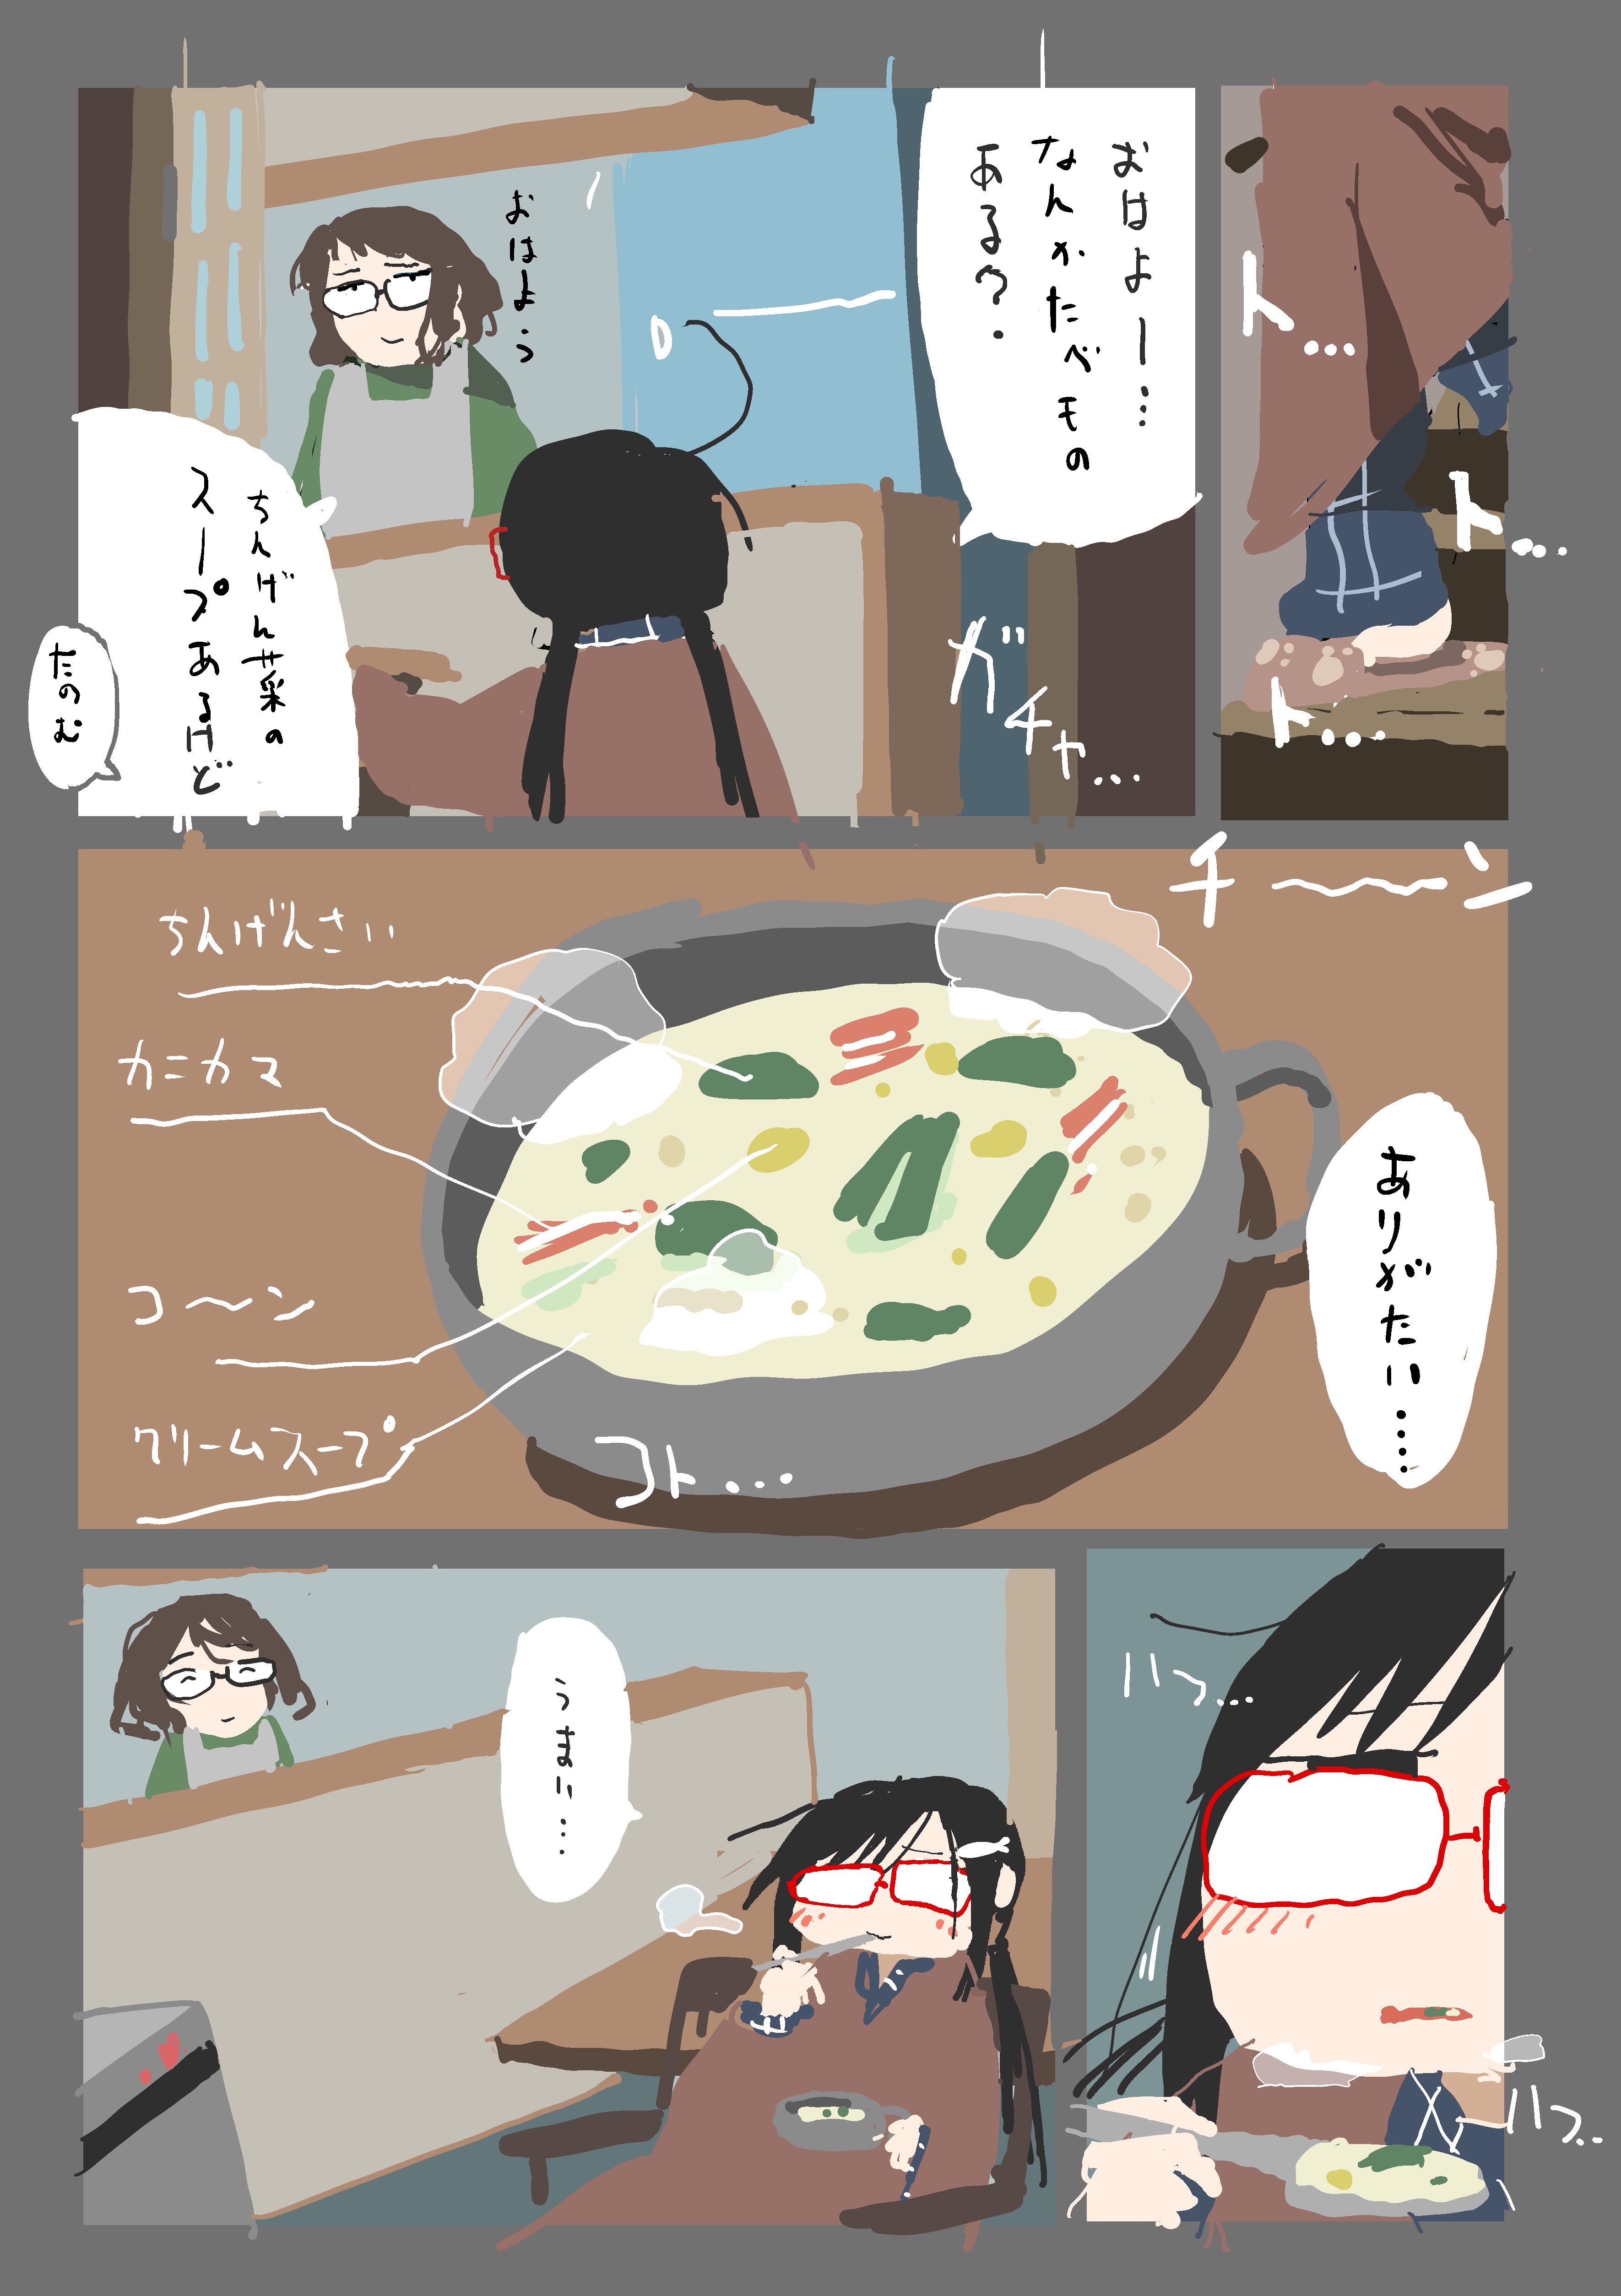 ト…
ト…
ト…
おはよー…
なんかたべもの
ある?
ガチャ…
おはよう
ちんげん菜の
スープあるけど
たのむ
チーン
ありがたい……
ちんげんさい
カニカマ
コーン
クリームスープ
コト…
ハっ…
ハっ…
うまい…